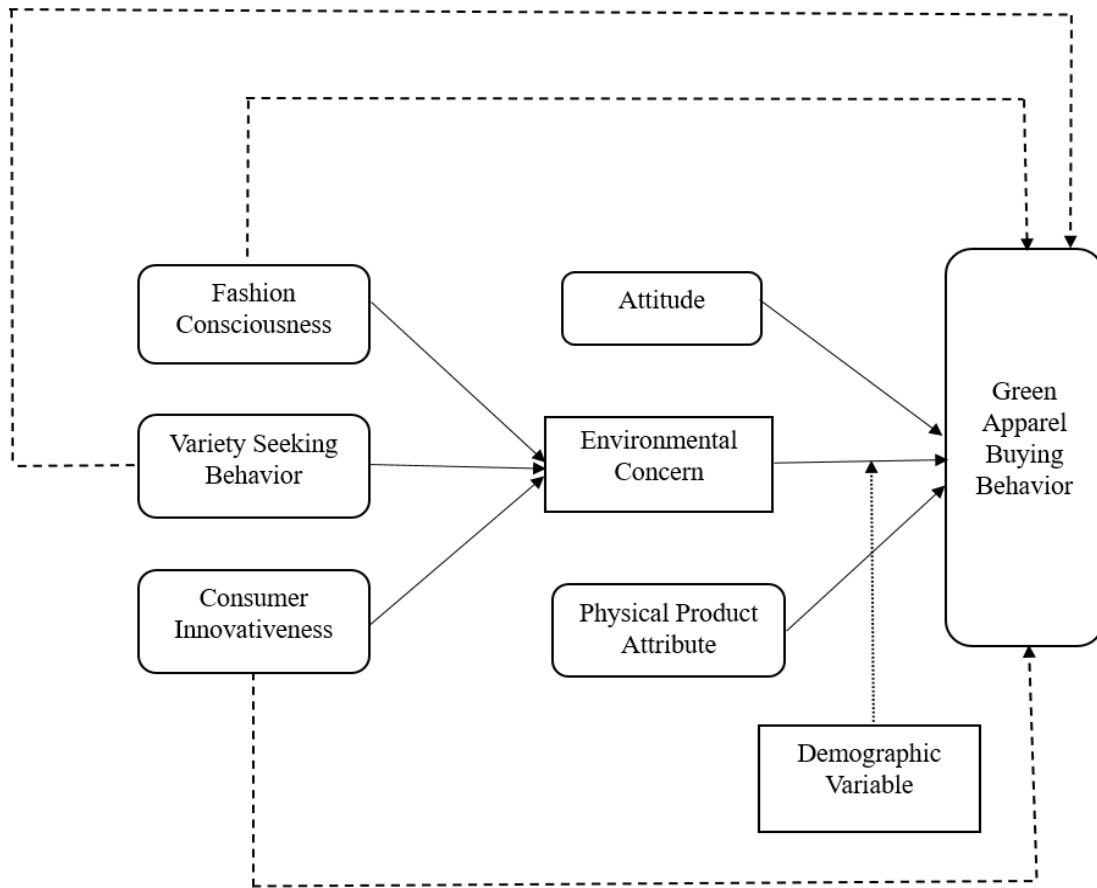 Fashion
Consciousness
Attitude
Variety Seeking
Behavior
Environmental
Concern
Green
Apparel
Buying
Behavior
Consumer
Innovativeness
Physical Product
Attribute
Demographic
Variable